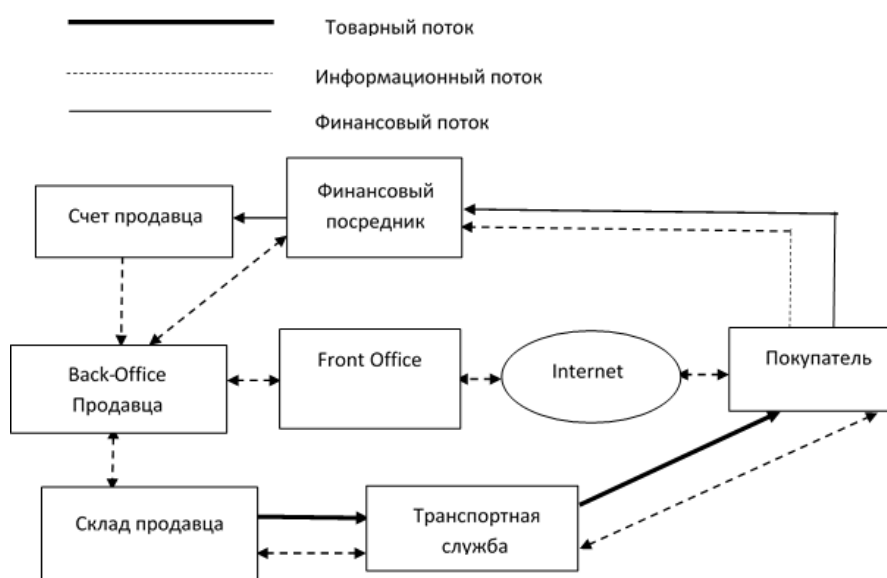 Товарный поток
Информационный поток
Финансовый поток
Финансовый
посредник
Счет продавца
Back-Office
Продавца
Front Office
Internet
Покупатель
Склад продавца
Транспортная
служба